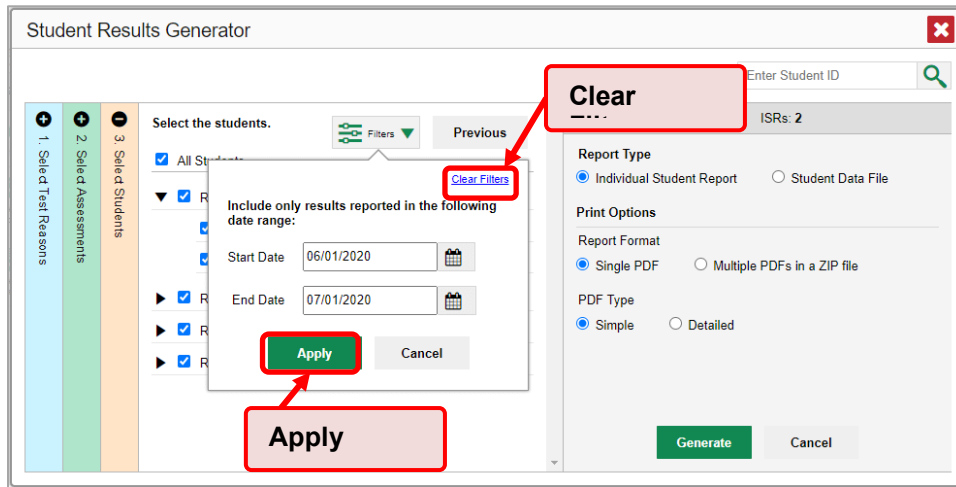 Student Results Generator
Enter Student ID
Clear
ISRs: 2
1. Select Test Reasons
2. Select Assessments
3. Select Students
Select the students.
Filters
Previous
All
Clear Filters
Include only results reported in the following
date range:
Start Date
06/01/2020
End Date
07/01/2020
Apply
Cancel
Apply
Report Type
Individual Student Report
Student Data File
Print Options
Report Format
Single PDF
Multiple PDFs in a ZIP file
PDF Type
Simple
Detailed
Generate
Cancel